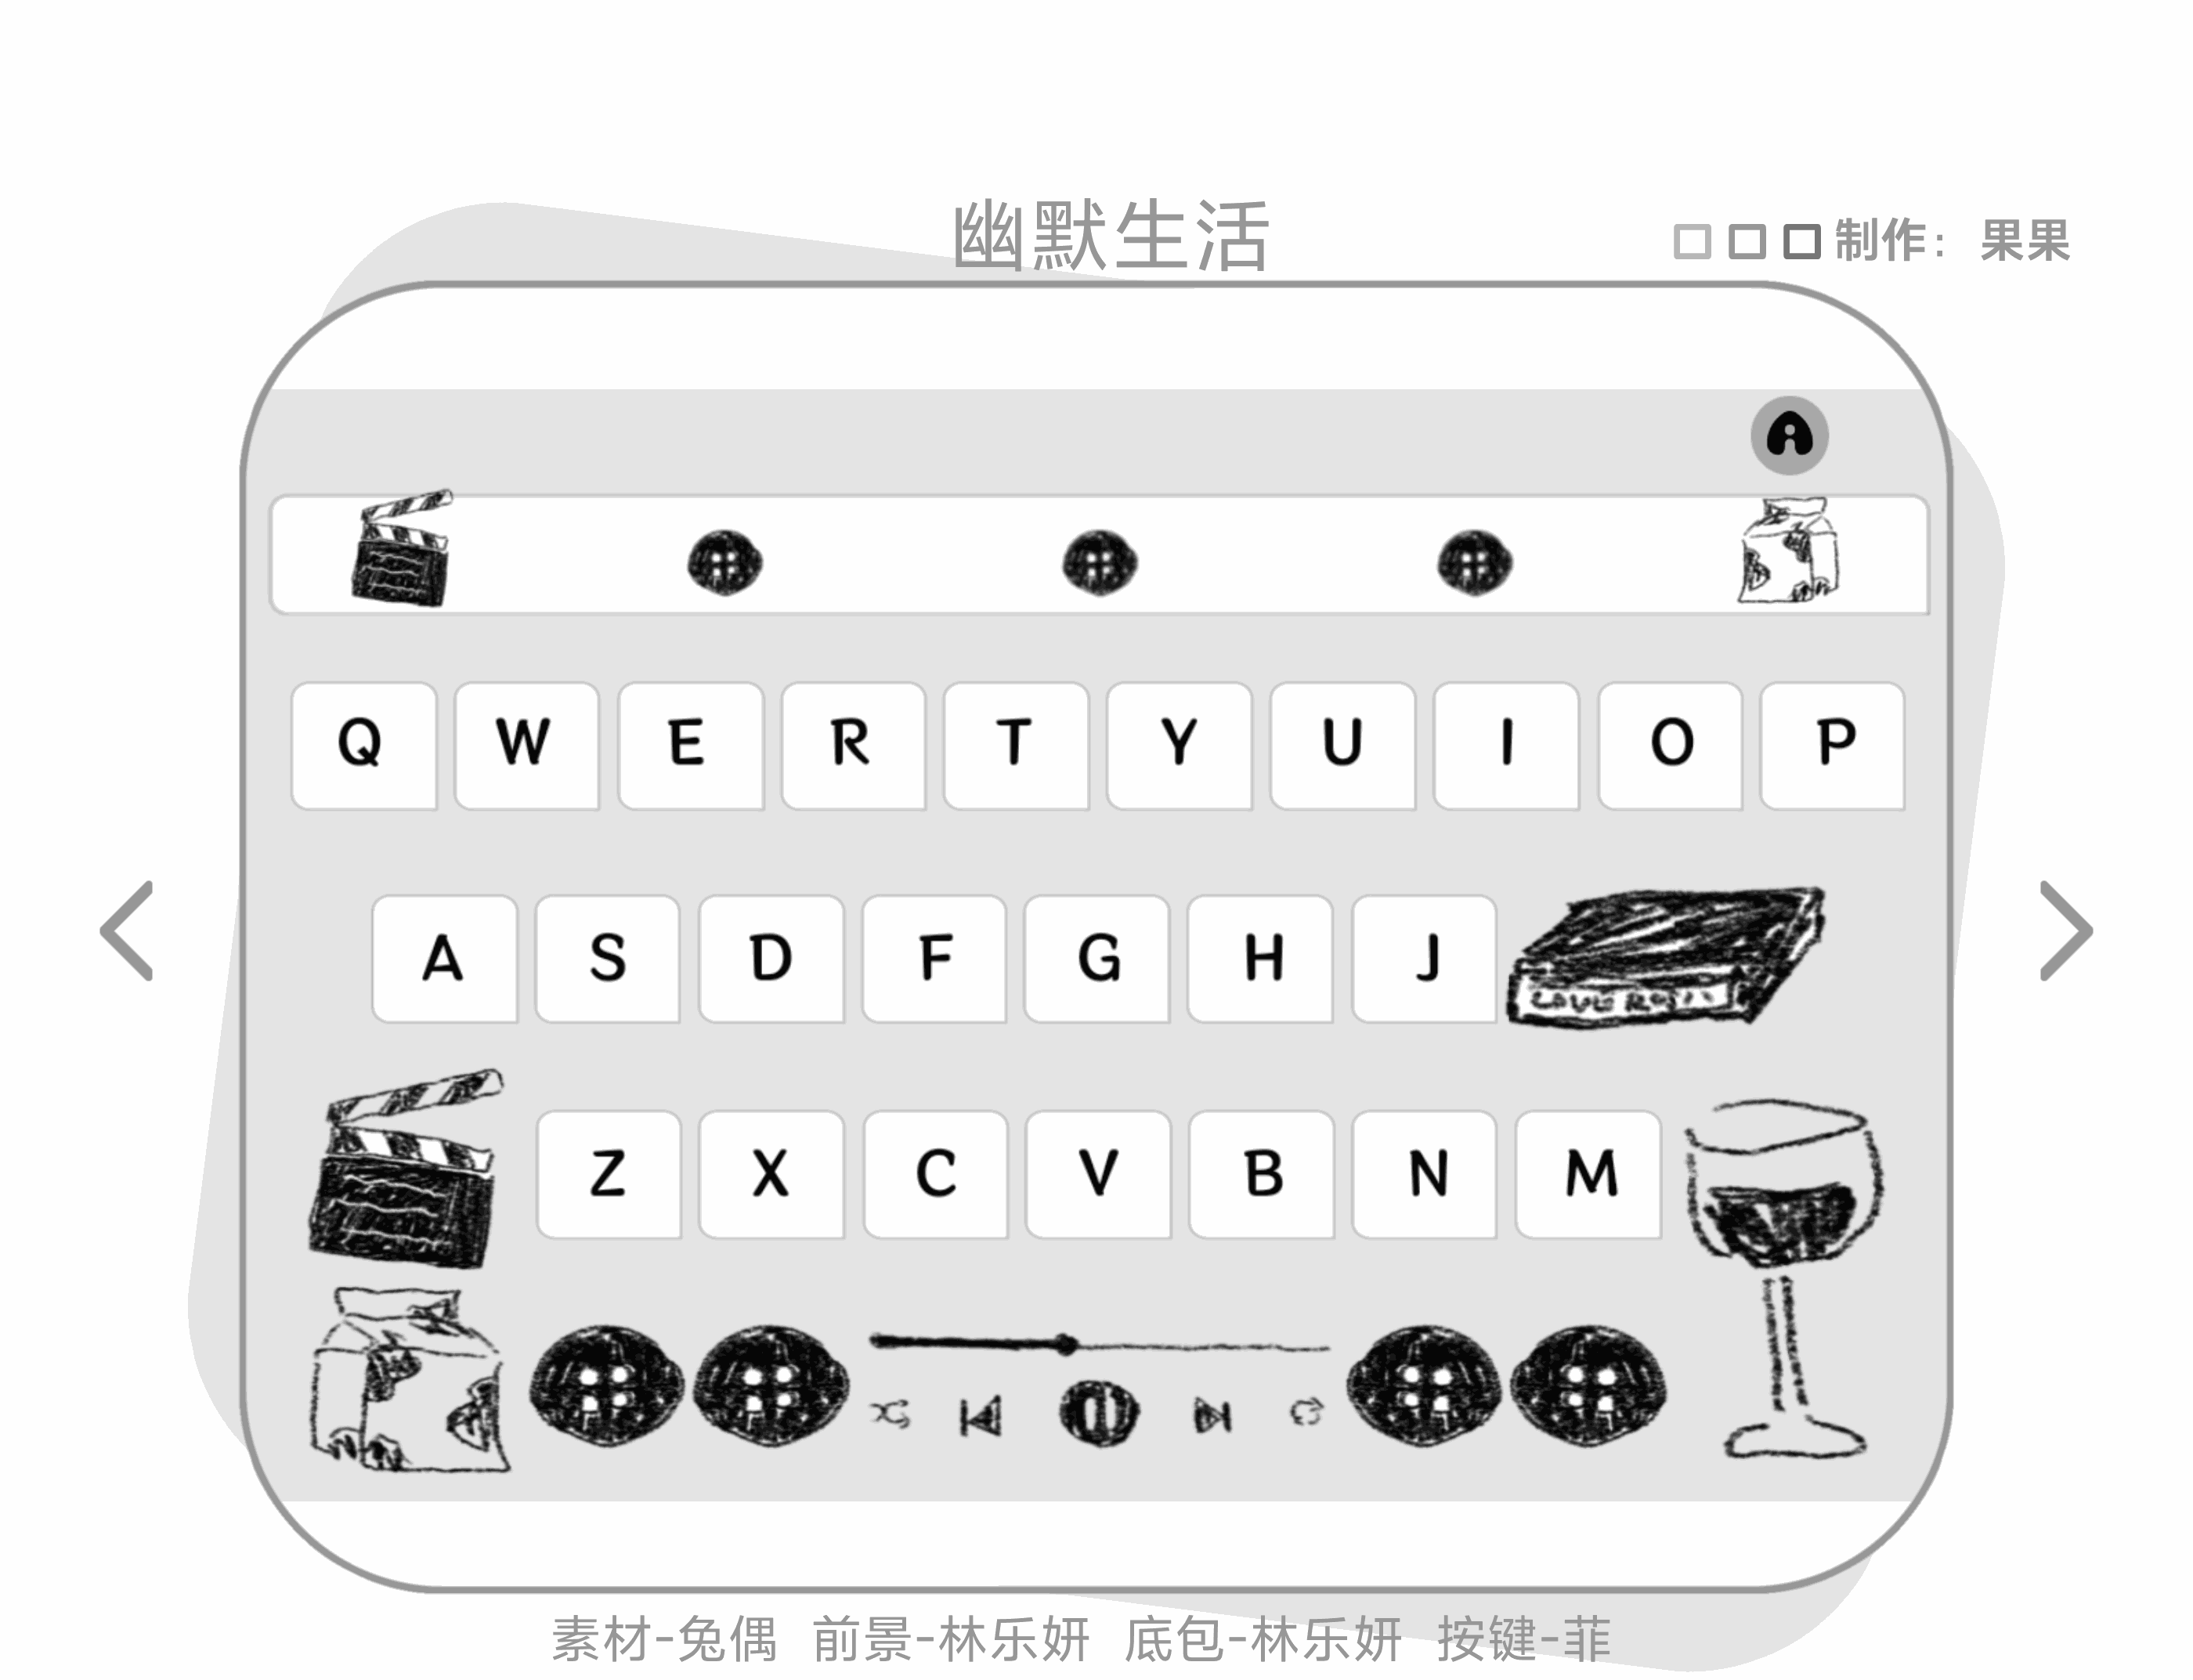 幽默生活
制作： 果果
Q W E R T Y U I O P
A S D F G H J
Z X C V B N M
素材-兔偶 前景-林乐妍 底包-林乐妍 按键-菲